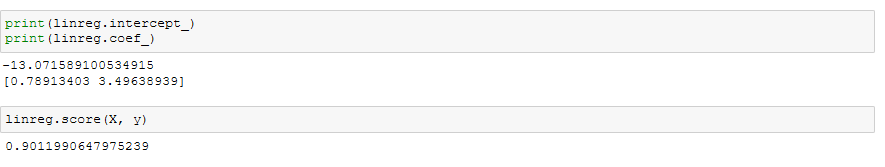 print(linreg.intercept_)
print(linreg.coef_)
-13.071589100534915
[0.78913403 3.49638939]
linreg.score(X, y)
0.9011990647975239